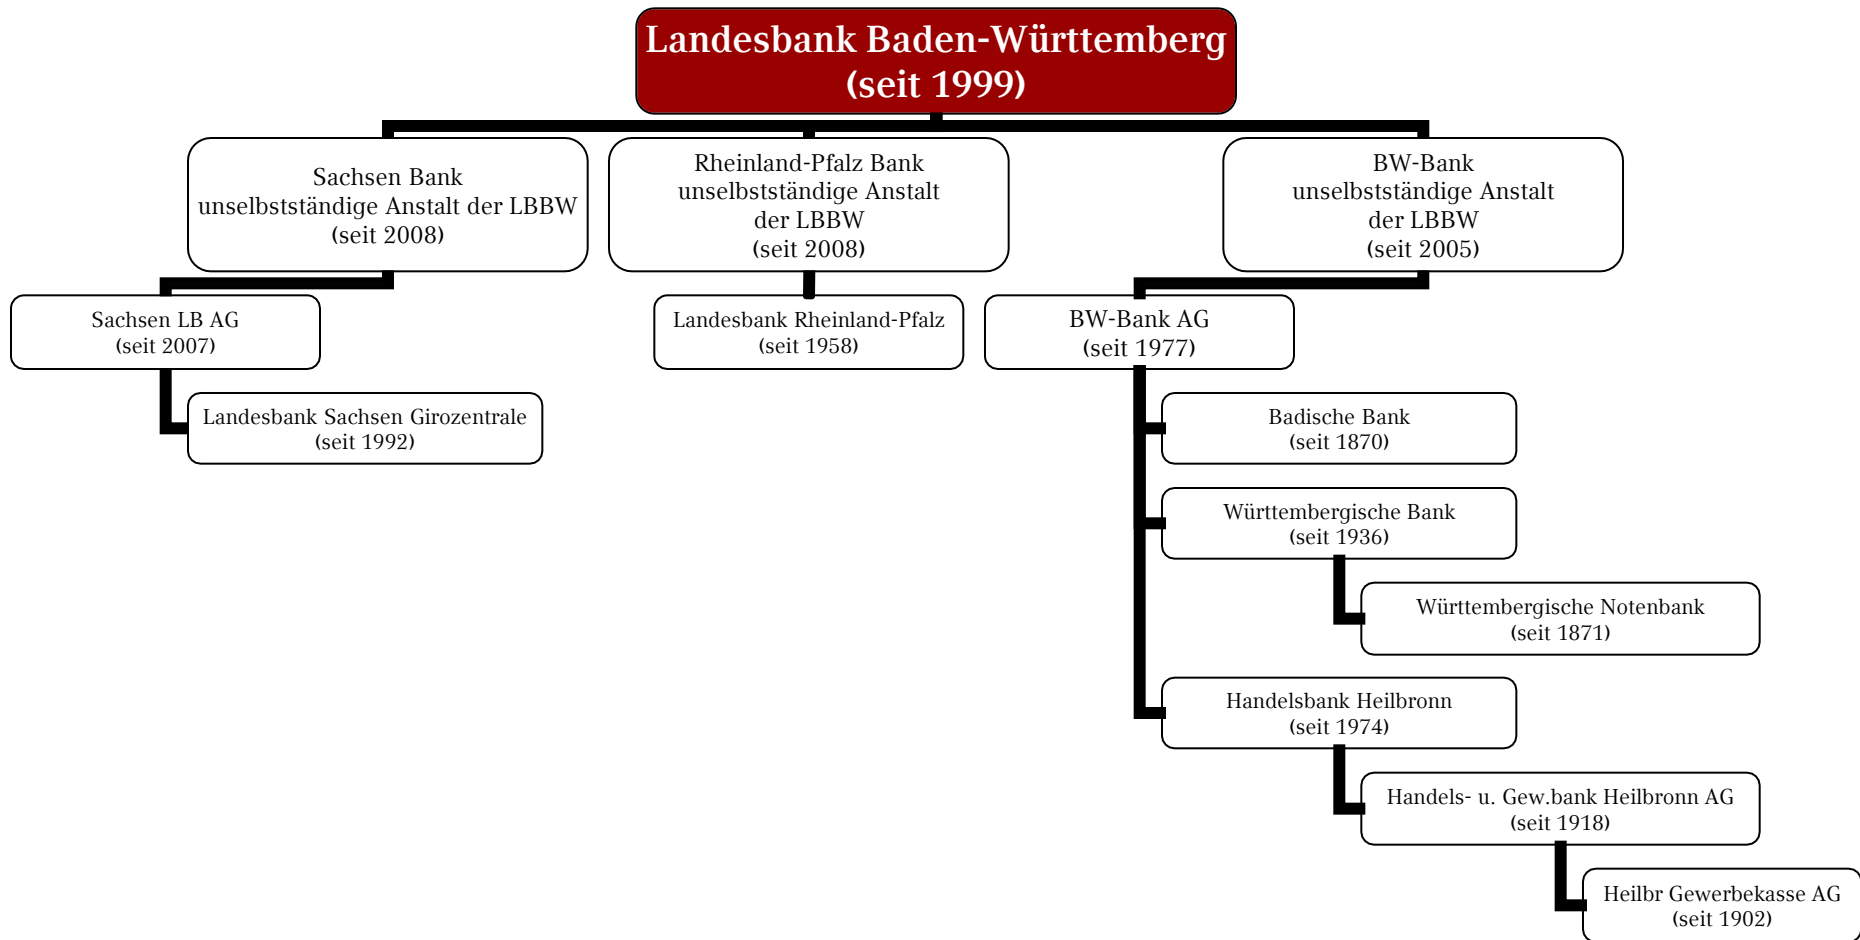 Landesbank Baden-Württemberg
(seit 1999)
Sachsen Bank
unselbstständige Anstalt der LBBW
(seit 2008)
Rheinland-Pfalz Bank
unselbstständige Anstalt
der LBBW
(seit 2008)
BW-Bank
unselbstständige Anstalt
der LBBW
(seit 2005)
Sachsen LB AG
(seit 2007)
Landesbank Rheinland-Pfalz
(seit 1958)
BW-Bank AG
(seit 1977)
Landesbank Sachsen Girozentrale
(seit 1992)
Badische Bank
(seit 1870)
Württembergische Bank
(seit 1936)
Württembergische Notenbank
(seit 1871)
Handelsbank Heilbronn
(seit 1974)
Handels- u. Gew.bank Heilbronn AG
(seit 1918)
Heilbr Gewerbekasse AG
(seit 1902)